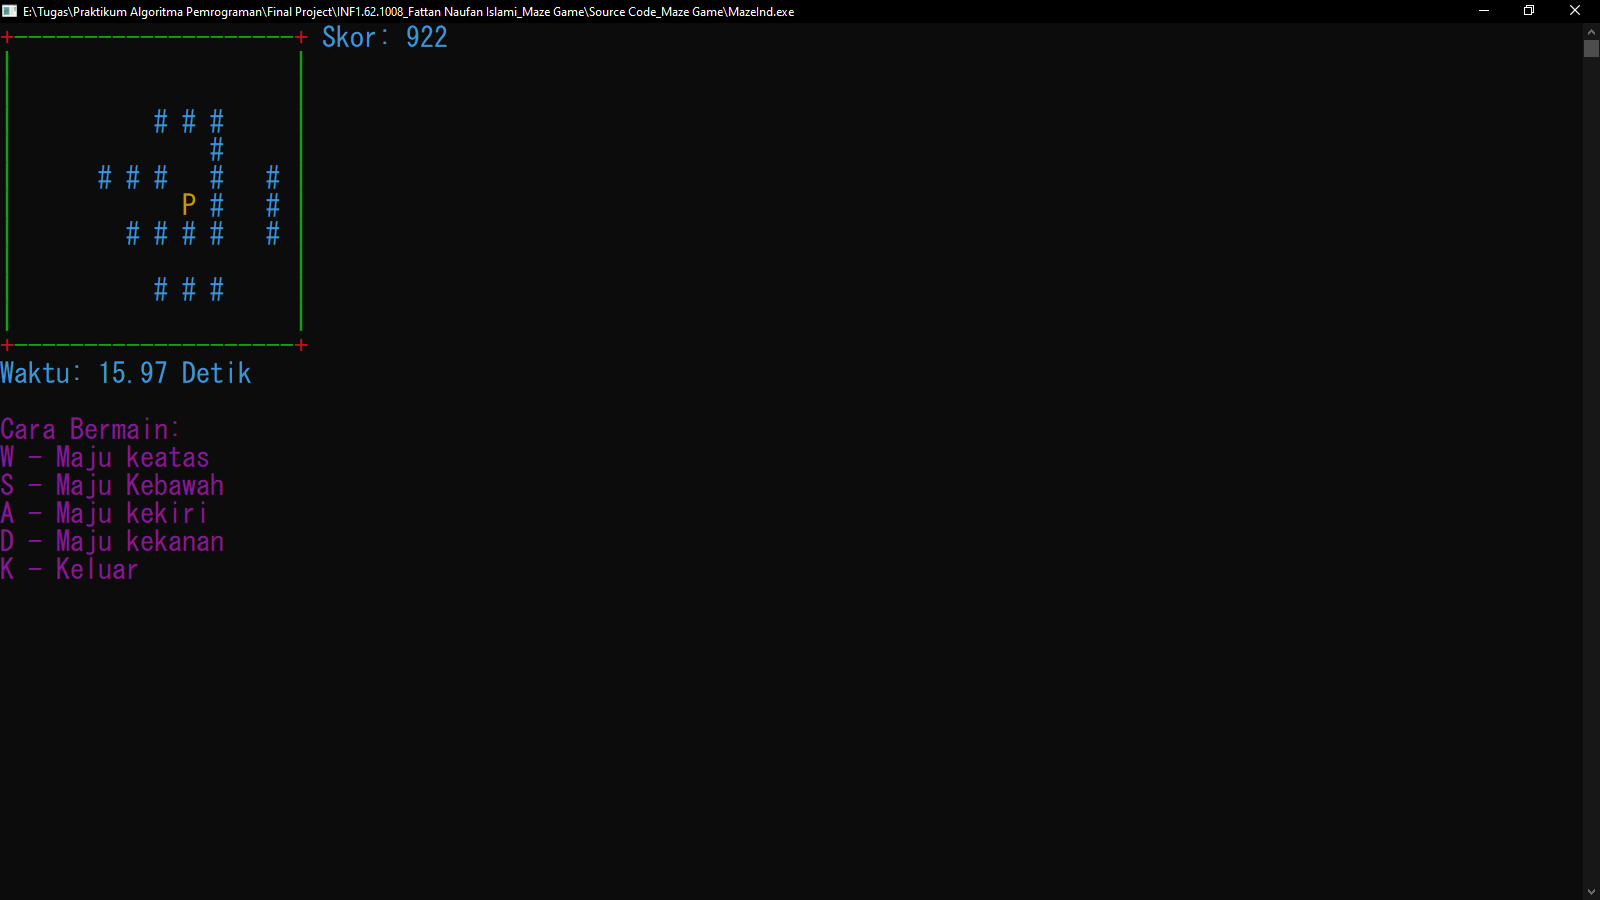 E:\Tugas\Praktikum Algoritma Pemrograman\Final Project\INF1.62.1008_Fattan Naufan Islami_Maze Game\Source Code_Maze Game\MazeInd.exe
+--------------------+ Skor: 922
|                    |
|                    |
|          # # #     |
|              #     |
|      # # #   #   # |
|            P #   # |
|        # # # #   # |
|                    |
|          # # #     |
|                    |
+--------------------+
Waktu: 15.97 Detik
Cara Bermain:
W - Maju keatas
S - Maju Kebawah
A - Maju kekiri
D - Maju kekanan
K - Keluar